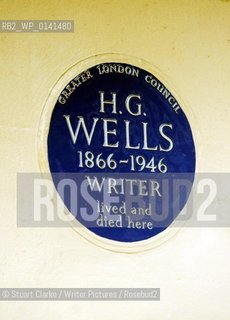 RB2_WP_0141480
GREATER LONDON COUNCIL
H.G.
WELLS
1866~1946
WRITER
lived and
died here
ROSEBUD2
© Stuart Clarke / Writer Pictures / Rosebud2